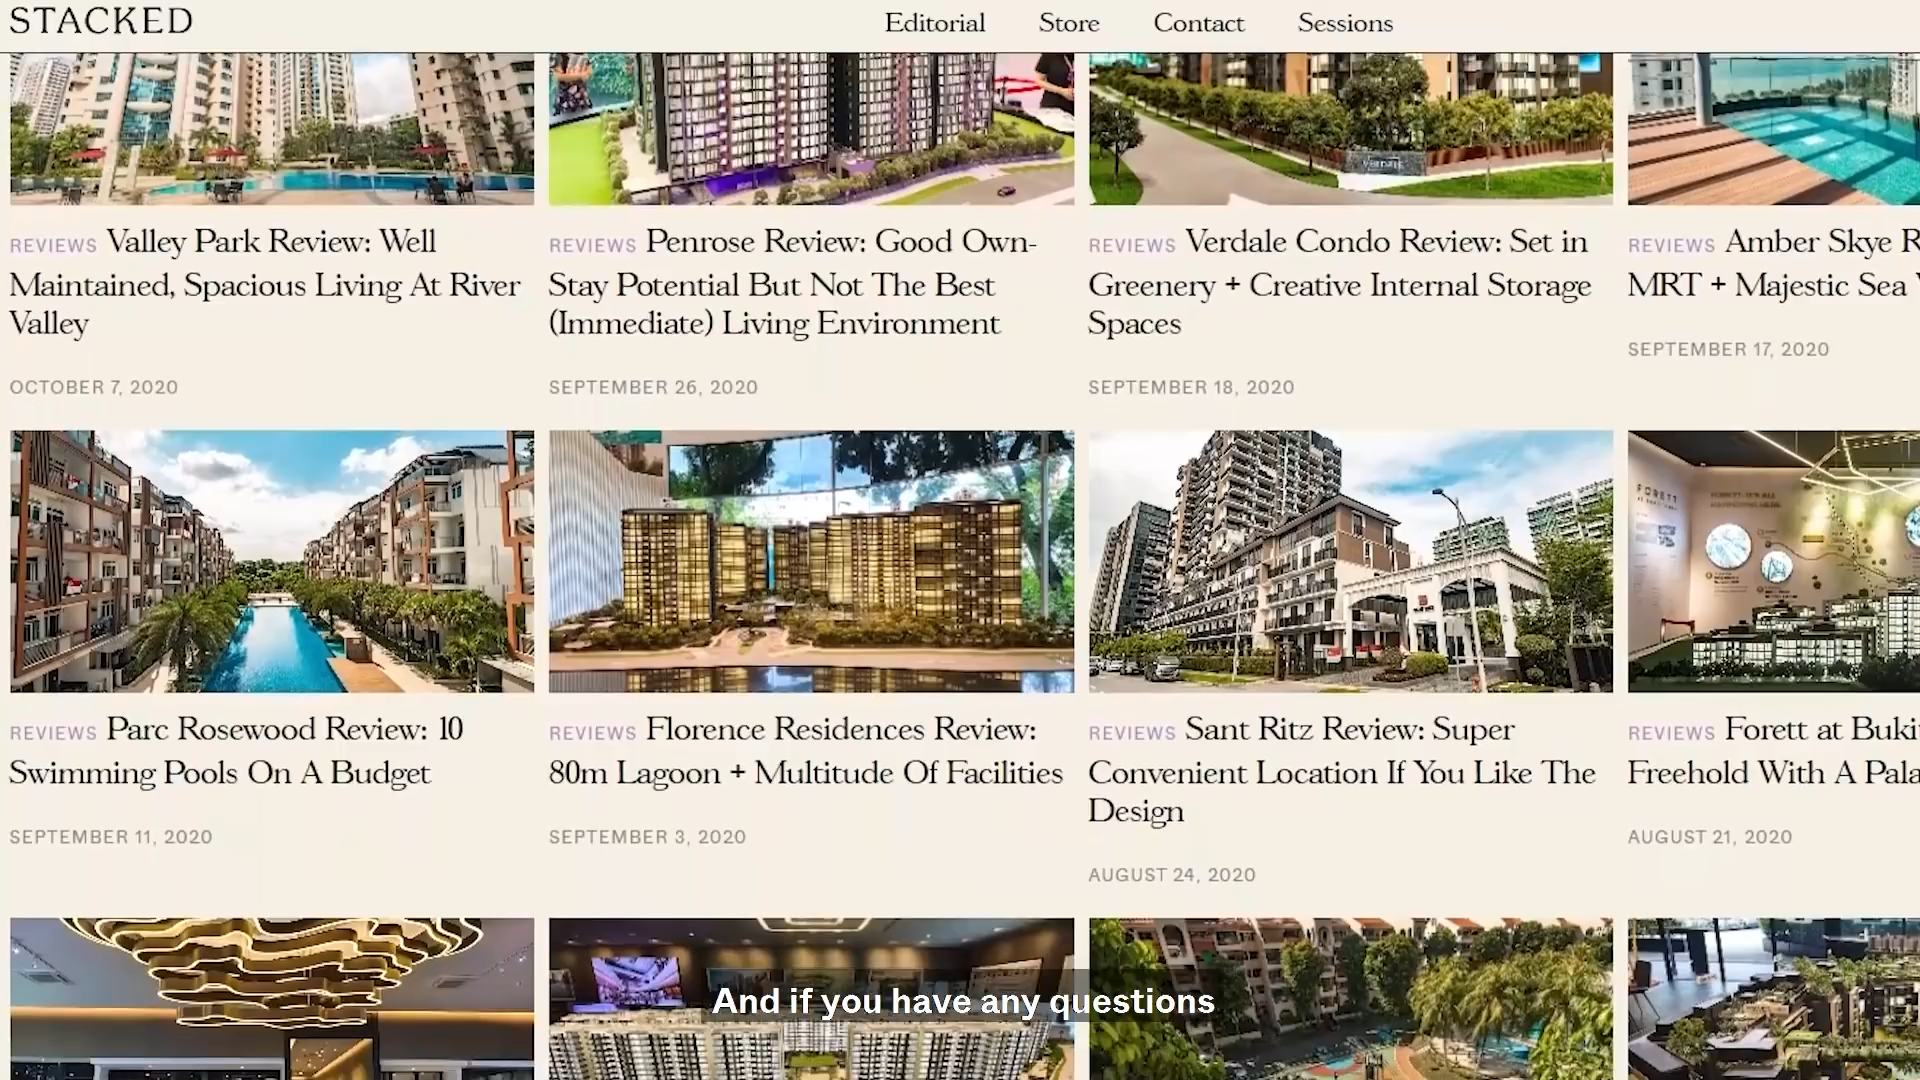 STACKED
Editorial Store Contact Sessions
REVIEWS Valley Park Review: Well
Maintained, Spacious Living At River
Valley
OCTOBER 7, 2020
REVIEWS Penrose Review: Good Own-
Stay Potential But Not The Best
(Immediate) Living Environment
SEPTEMBER 26, 2020
REVIEWS Verdale Condo Review: Set in
Greenery + Creative Internal Storage
Spaces
SEPTEMBER 18, 2020
REVIEWS Amber Skye
MRT + Majestic Sea
SEPTEMBER 17, 2020
REVIEWS Parc Rosewood Review: 10
Swimming Pools On A Budget
SEPTEMBER 11, 2020
REVIEWS Florence Residences Review:
80m Lagoon + Multitude Of Facilities
SEPTEMBER 3, 2020
REVIEWS Sant Ritz Review: Super
Convenient Location If You Like The
Design
AUGUST 24, 2020
FORETT
REVIEWS Forett at
Freehold With A
AUGUST 21, 2020
And if you have any questions